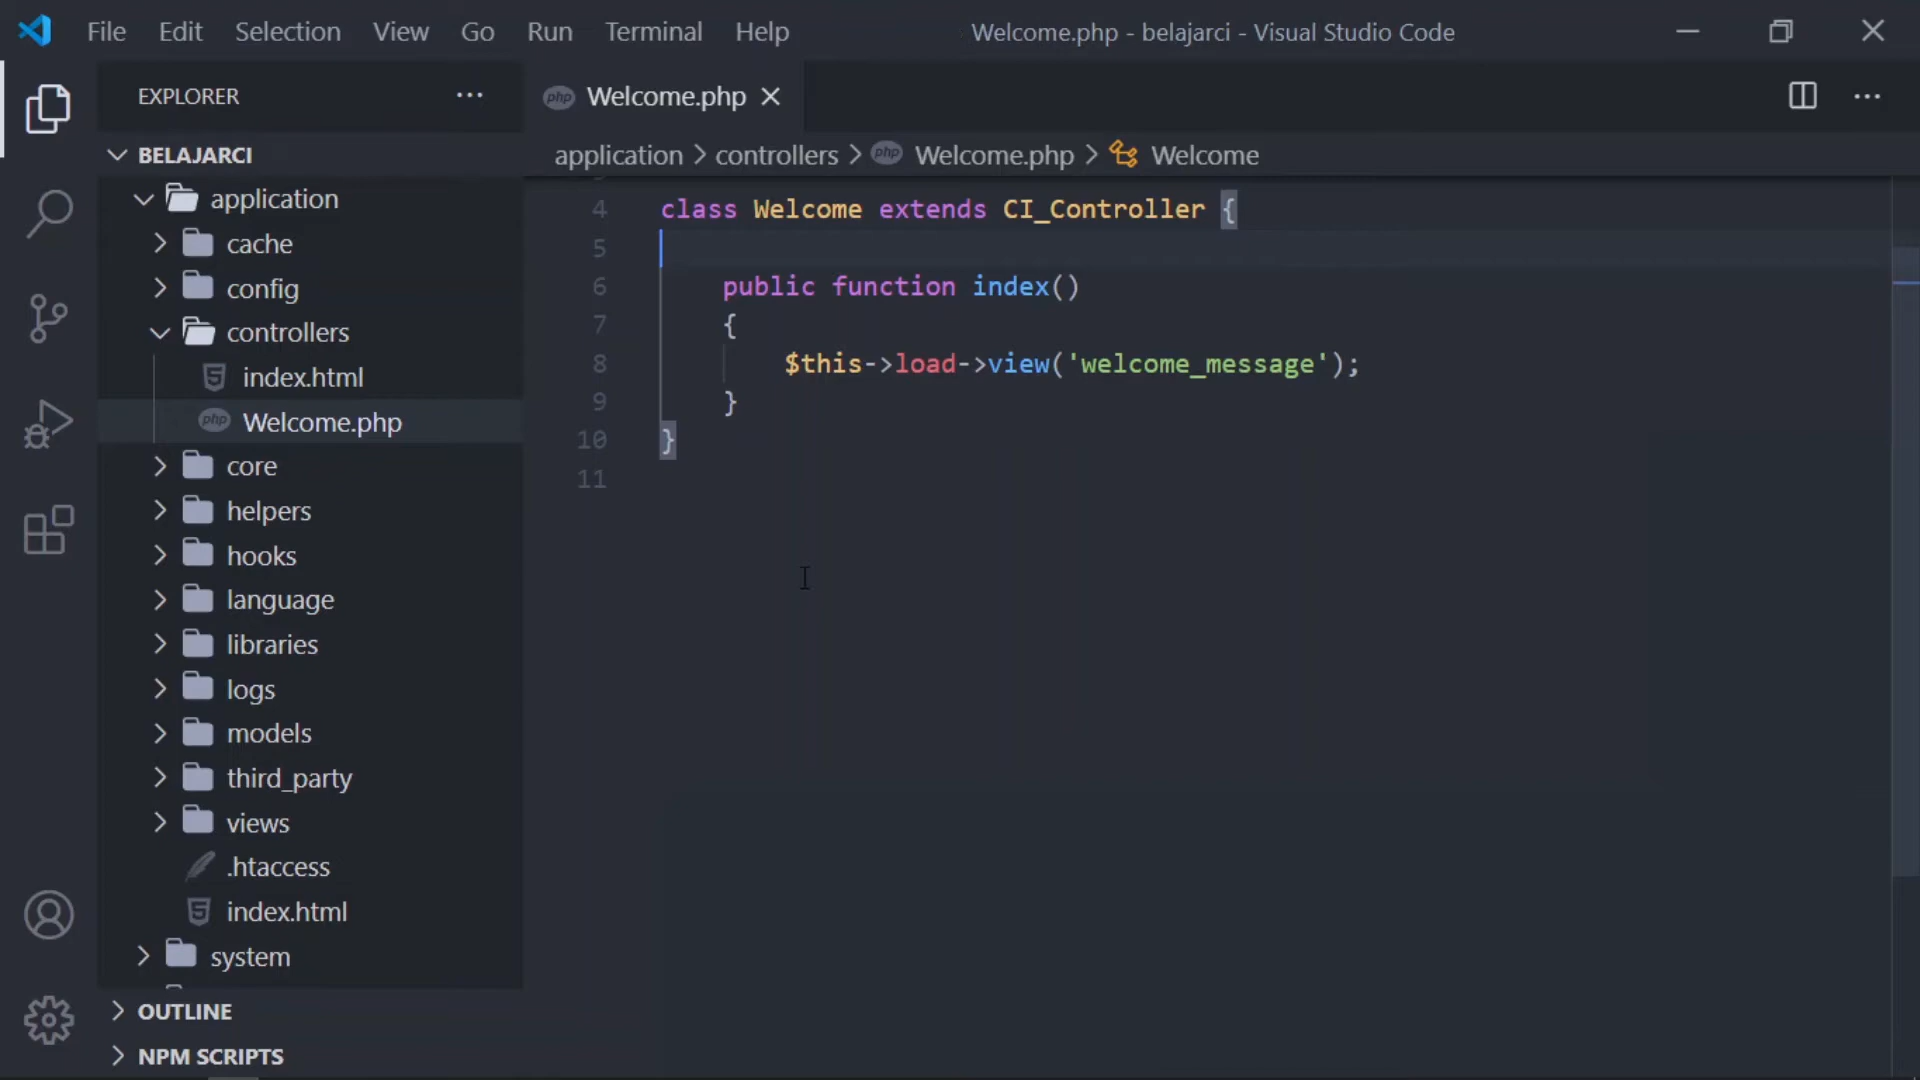 File Edit Selection View Go Run Terminal Help Welcome.php - belajarci - Visual Studio Code
EXPLORER
BELAJARCI
application
cache
config
controllers
index.html
Welcome.php
core
helpers
hooks
language
libraries
logs
models
third_party
views
.htaccess
index.html
system
OUTLINE
NPM SCRIPTS
php Welcome.php
application > controllers > php Welcome.php > Welcome
4 class Welcome extends CI_Controller {
5
6 public function index()
7 {
8 $this->load->view('welcome_message');
9 }
10 }
11